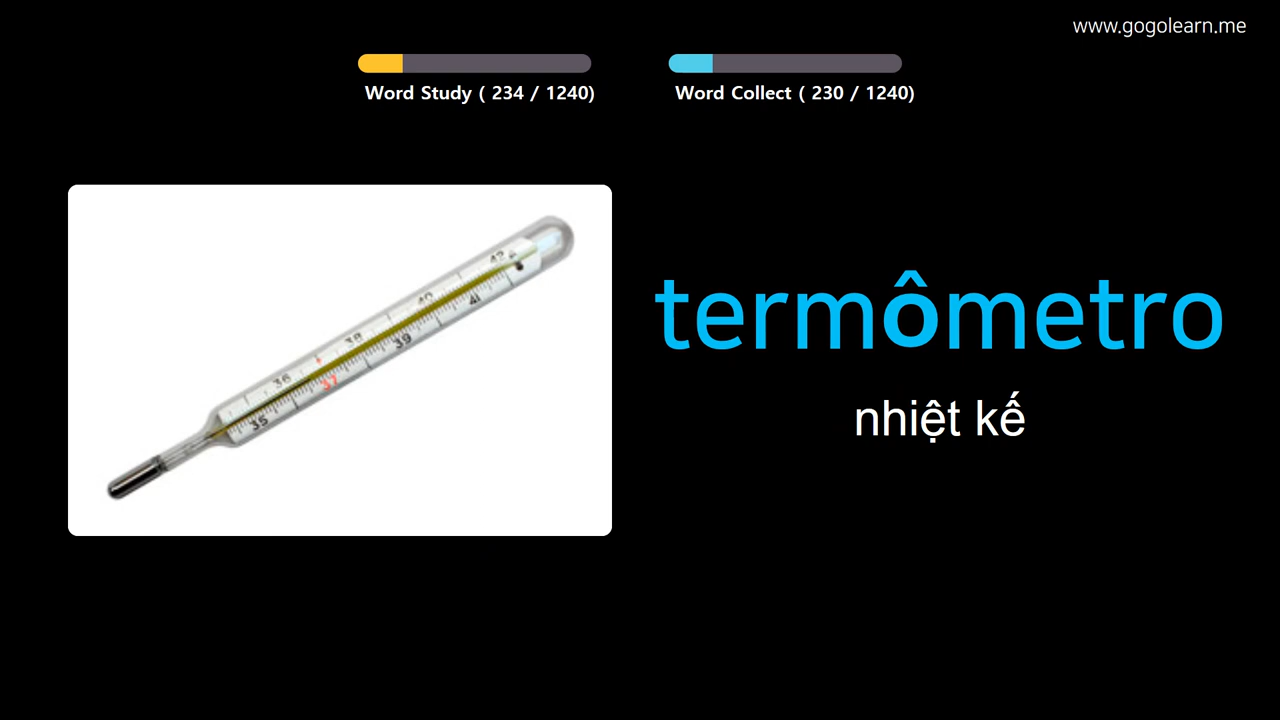 www.gogolearn.me
Word Study ( 234 / 1240)
Word Collect ( 230 / 1240)
termômetro
nhiệt kế
42
41
40
39
38
37
36
35